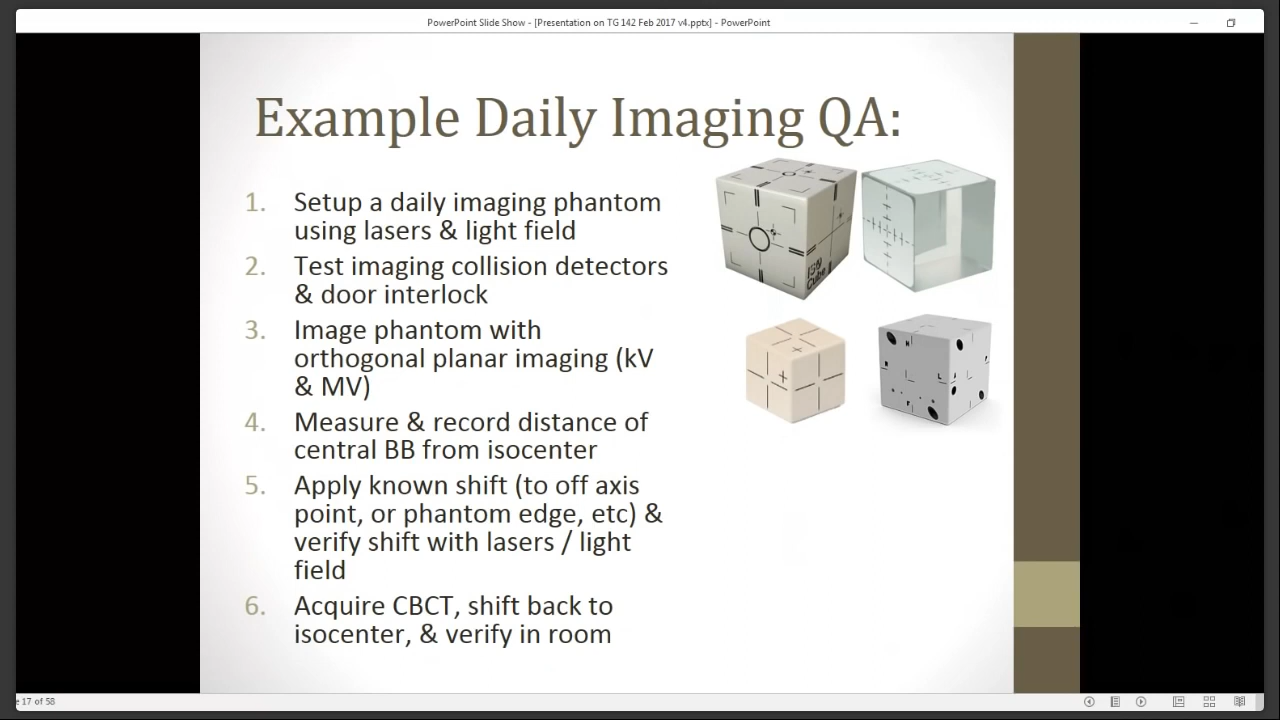 PowerPoint Slide Show - [Presentation on TG 142 Feb 2017 v4.pptx] - PowerPoint
Example Daily Imaging QA:
1. Setup a daily imaging phantom
using lasers & light field
2. Test imaging collision detectors
& door interlock
3. Image phantom with
orthogonal planar imaging (kV
& MV)
4. Measure & record distance of
central BB from isocenter
5. Apply known shift (to off axis
point, or phantom edge, etc) &
verify shift with lasers / light
field
6. Acquire CBCT, shift back to
isocenter, & verify in room
ISO
Cube
e 17 of 58